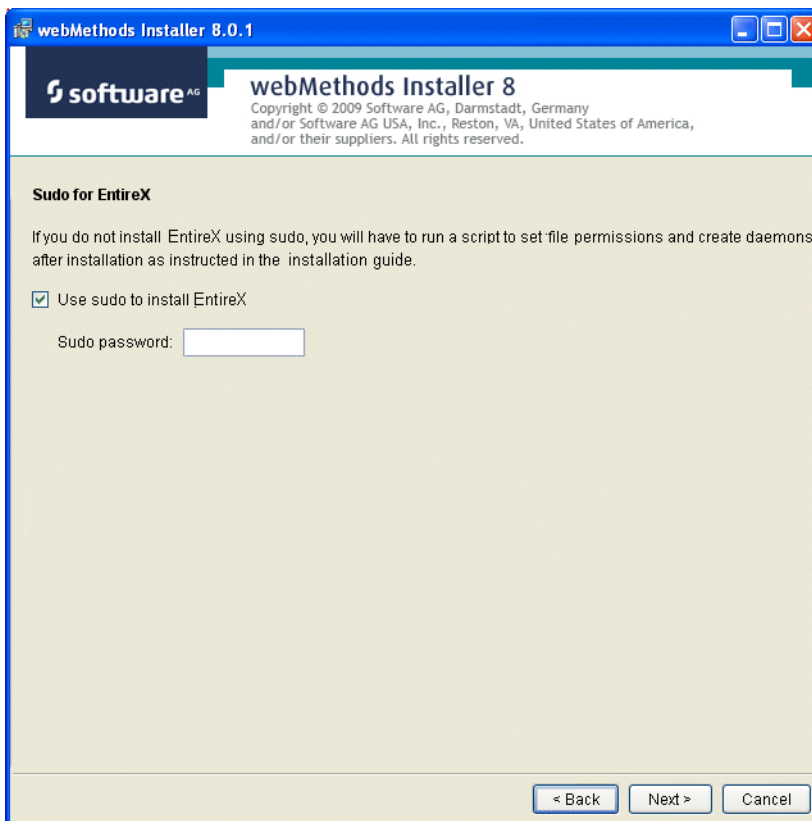 webMethods Installer 8.0.1
software AG
webMethods Installer 8
Copyright © 2009 Software AG, Darmstadt, Germany
and/or Software AG USA, Inc., Reston, VA, United States of America,
and/or their suppliers. All rights reserved.
Sudo for EntireX
If you do not install EntireX using sudo, you will have to run a script to set file permissions and create daemons
after installation as instructed in the installation guide.
Use sudo to install EntireX
Sudo password:
< Back Next > Cancel